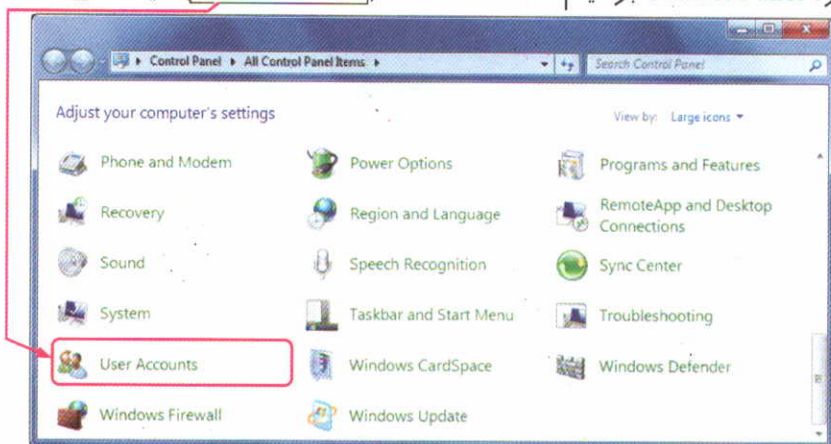 Control Panel ▸ All Control Panel Items ▸
Search Control Panel
Adjust your computer's settings
View by: Large icons
Phone and Modem
Power Options
Programs and Features
Recovery
Region and Language
RemoteApp and Desktop
Connections
Sound
Speech Recognition
Sync Center
System
Taskbar and Start Menu
Troubleshooting
User Accounts
Windows CardSpace
Windows Defender
Windows Firewall
Windows Update